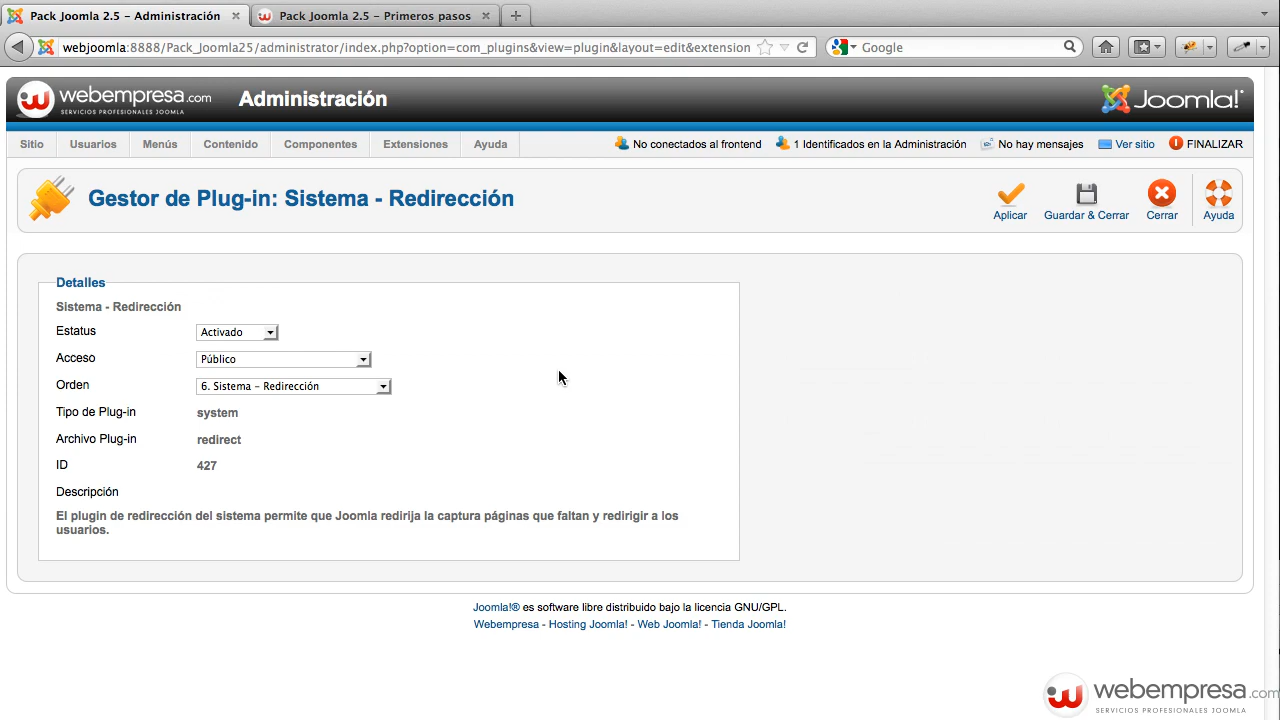 Pack Joomla 2.5 – Administración
Pack Joomla 2.5 – Primeros pasos
webjoomla:8888/Pack_Joomla25/administrator/index.php?option=com_plugins&view=plugin&layout=edit&extension
Google
webempresa.com
SERVICIOS PROFESIONALES JOOMLA
Administración
Joomla!
Sitio Usuarios Menús Contenido Componentes Extensiones Ayuda
No conectados al frontend 1 Identificados en la Administración No hay mensajes Ver sitio FINALIZAR
Gestor de Plug-in: Sistema - Redirección
Aplicar Guardar & Cerrar Cerrar Ayuda
Detalles
Sistema - Redirección
Estatus Activado
Acceso Público
Orden 6. Sistema – Redirección
Tipo de Plug-in system
Archivo Plug-in redirect
ID 427
Descripción
El plugin de redirección del sistema permite que Joomla redirija la captura páginas que faltan y redirigir a los
usuarios.
Joomla!® es software libre distribuido bajo la licencia GNU/GPL.
Webempresa - Hosting Joomla! - Web Joomla! - Tienda Joomla!
webempresa.com
SERVICIOS PROFESIONALES JOOMLA